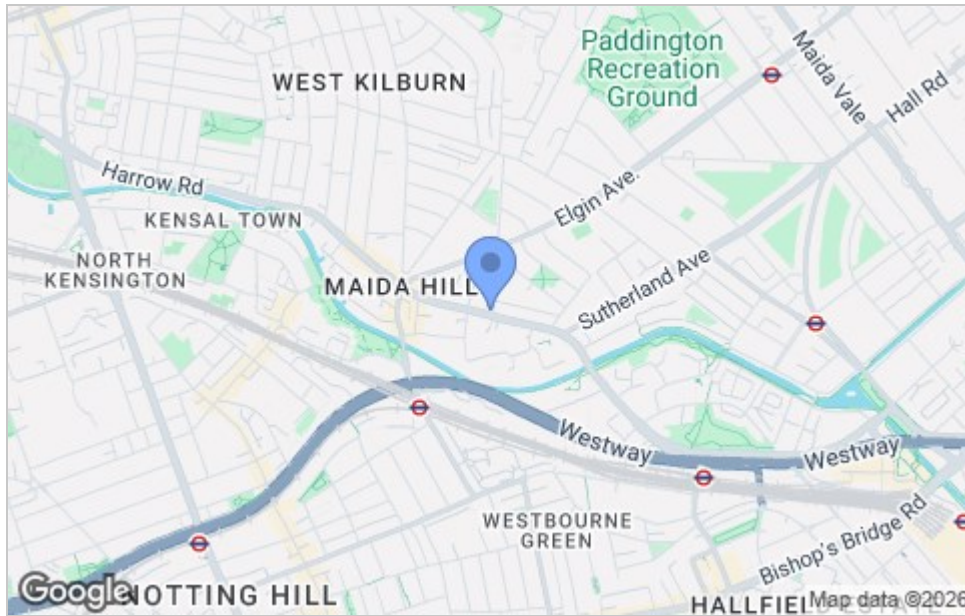 Paddington
Recreation
Ground
Maida Vale
Hall Rd
WEST KILBURN
Harrow Rd
Elgin Ave.
KENSAL TOWN
NORTH
KENSINGTON
MAIDA HILL
Sutherland Ave
Westway
Westway
WESTBOURNE
GREEN
Bishop's Bridge Rd
Google
NOTTING HILL
HALLFIEL
Map data ©2026